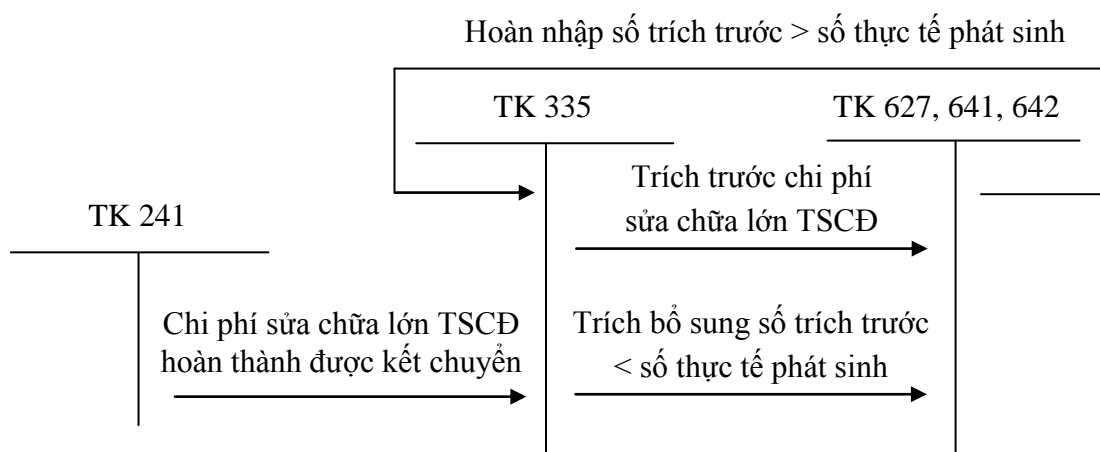 Hoàn nhập số trích trước > số thực tế phát sinh
TK 335
TK 627, 641, 642
Trích trước chi phí
sửa chữa lớn TSCĐ
TK 241
Chi phí sửa chữa lớn TSCĐ
hoàn thành được kết chuyển
Trích bổ sung số trích trước
< số thực tế phát sinh